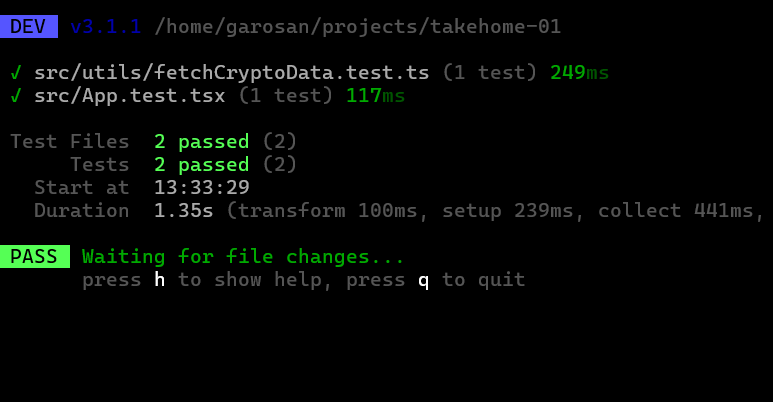 DEV v3.1.1 /home/garosan/projects/takehome-01
✓ src/utils/fetchCryptoData.test.ts (1 test) 249ms
✓ src/App.test.tsx (1 test) 117ms
Test Files 2 passed (2)
Tests 2 passed (2)
Start at 13:33:29
Duration 1.35s (transform 100ms, setup 239ms, collect 441ms,
PASS Waiting for file changes...
press h to show help, press q to quit